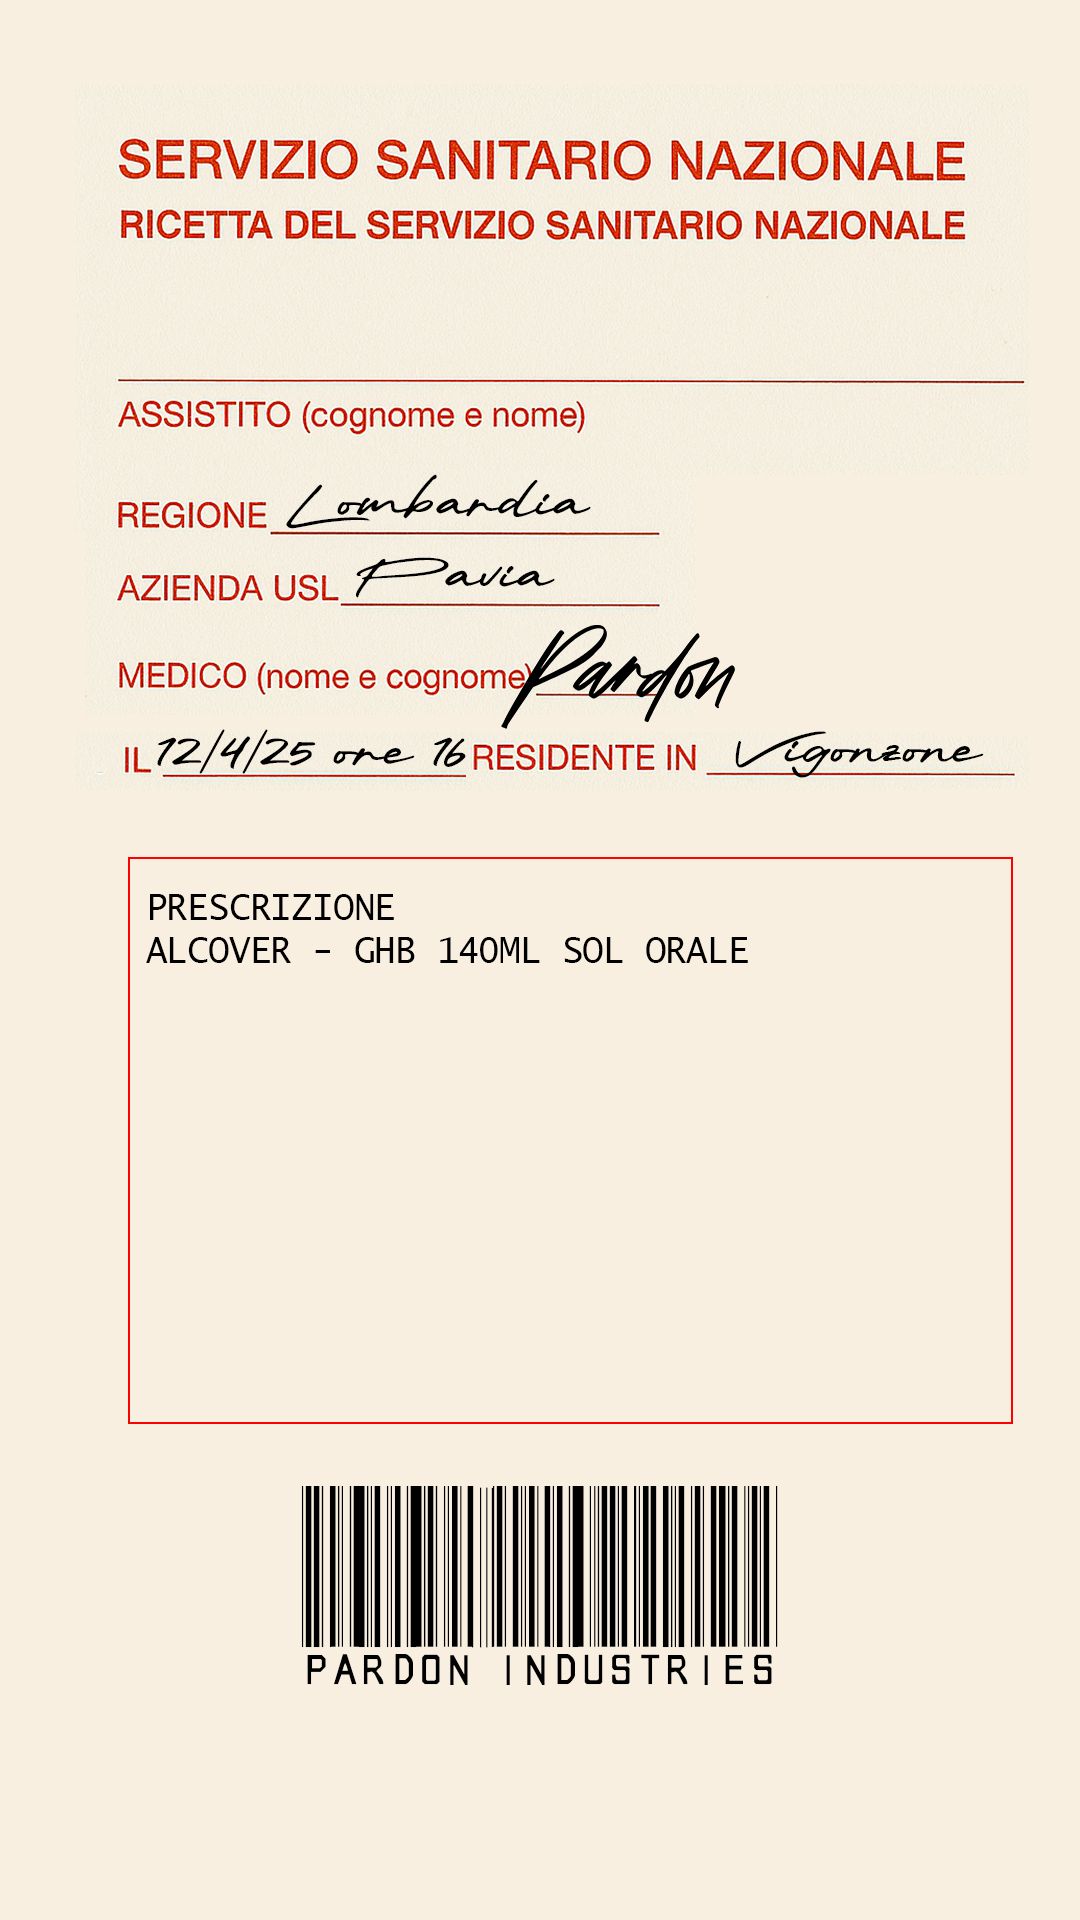 SERVIZIO SANITARIO NAZIONALE
RICETTA DEL SERVIZIO SANITARIO NAZIONALE
ASSISTITO (cognome e nome)
REGIONE Lombardia
AZIENDA USL Pavia
MEDICO (nome e cognome) Pardon
IL 12/4/25 ore 16 RESIDENTE IN Vigonzone
PRESCRIZIONE
ALCOVER - GHB 140ML SOL ORALE
PARDON INDUSTRIES